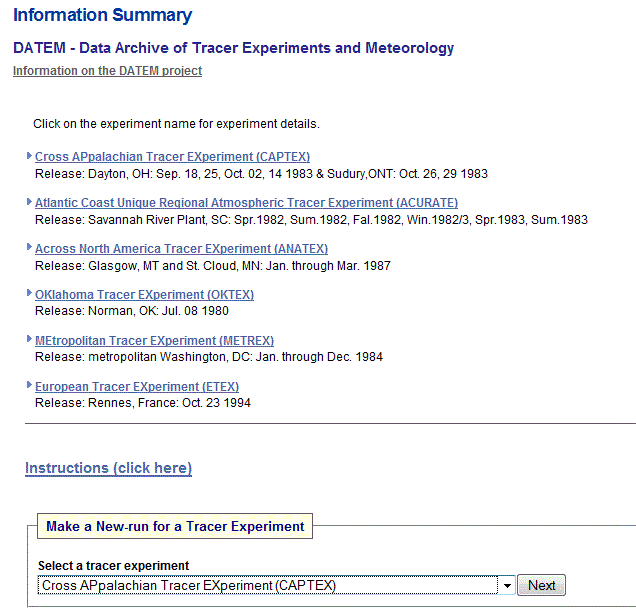 Information Summary
DATEM - Data Archive of Tracer Experiments and Meteorology
Information on the DATEM project
Click on the experiment name for experiment details.
Cross APpalachian Tracer EXperiment (CAPTEX)
Release: Dayton, OH: Sep. 18, 25, Oct. 02, 14 1983 & Sudury,ONT: Oct. 26, 29 1983
Atlantic Coast Unique Regional Atmospheric Tracer Experiment (ACURATE)
Release: Savannah River Plant, SC: Spr.1982, Sum.1982, Fal.1982, Win.1982/3, Spr.1983, Sum.1983
Across North America Tracer EXperiment (ANATEX)
Release: Glasgow, MT and St. Cloud, MN: Jan. through Mar. 1987
OKlahoma Tracer EXperiment (OKTEX)
Release: Norman, OK: Jul. 08 1980
MEtropolitan Tracer EXperiment (METREX)
Release: metropolitan Washington, DC: Jan. through Dec. 1984
European Tracer EXperiment (ETEX)
Release: Rennes, France: Oct. 23 1994
Instructions (click here)
Make a New-run for a Tracer Experiment
Select a tracer experiment
Cross APpalachian Tracer EXperiment (CAPTEX) Next